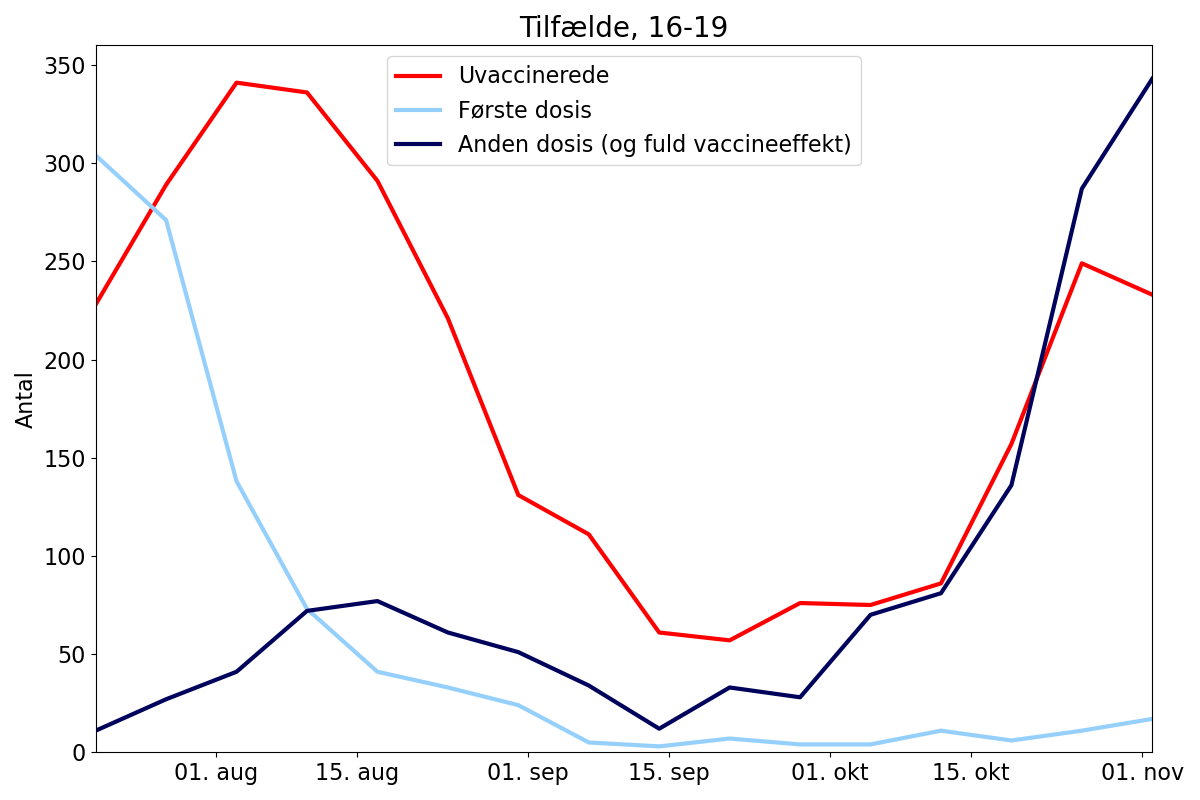 Tilfælde, 16-19
Uvaccinerede
Første dosis
Anden dosis (og fuld vaccineeffekt)
Antal
350
300
250
200
150
100
50
0
01. aug
15. aug
01. sep
15. sep
01. okt
15. okt
01. nov